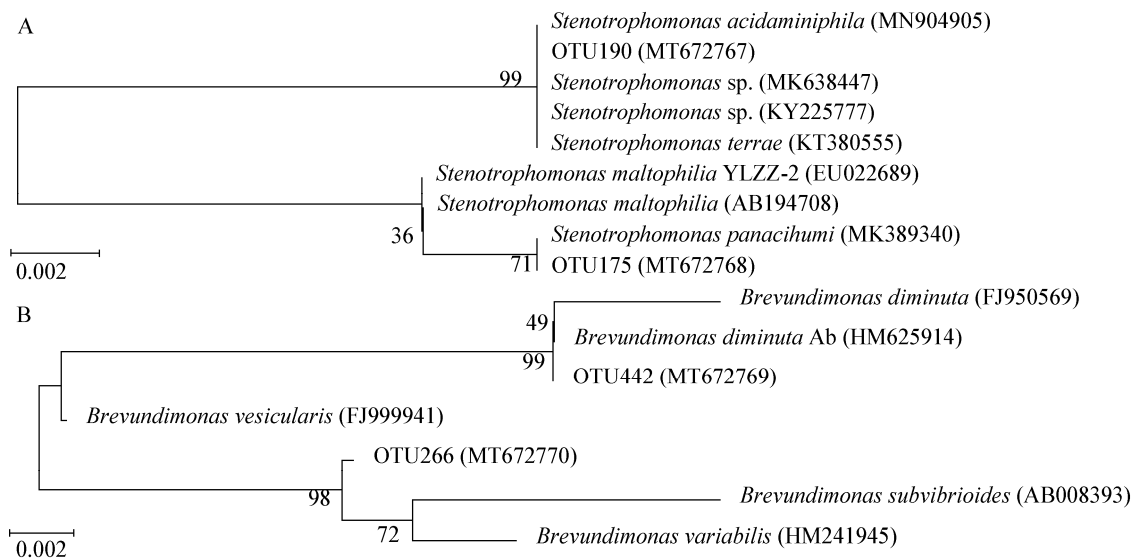 A
Stenotrophomonas acidaminiphila (MN904905)
OTU190 (MT672767)
99
Stenotrophomonas sp. (MK638447)
Stenotrophomonas sp. (KY225777)
Stenotrophomonas terrae (KT380555)
Stenotrophomonas maltophilia YLZZ-2 (EU022689)
Stenotrophomonas maltophilia (AB194708)
36
Stenotrophomonas panacihumi (MK389340)
71
OTU175 (MT672768)
0.002
B
Brevundimonas diminuta (FJ950569)
49
Brevundimonas diminuta Ab (HM625914)
99
OTU442 (MT672769)
Brevundimonas vesicularis (FJ999941)
OTU266 (MT672770)
98
Brevundimonas subvibrioides (AB008393)
72
Brevundimonas variabilis (HM241945)
0.002